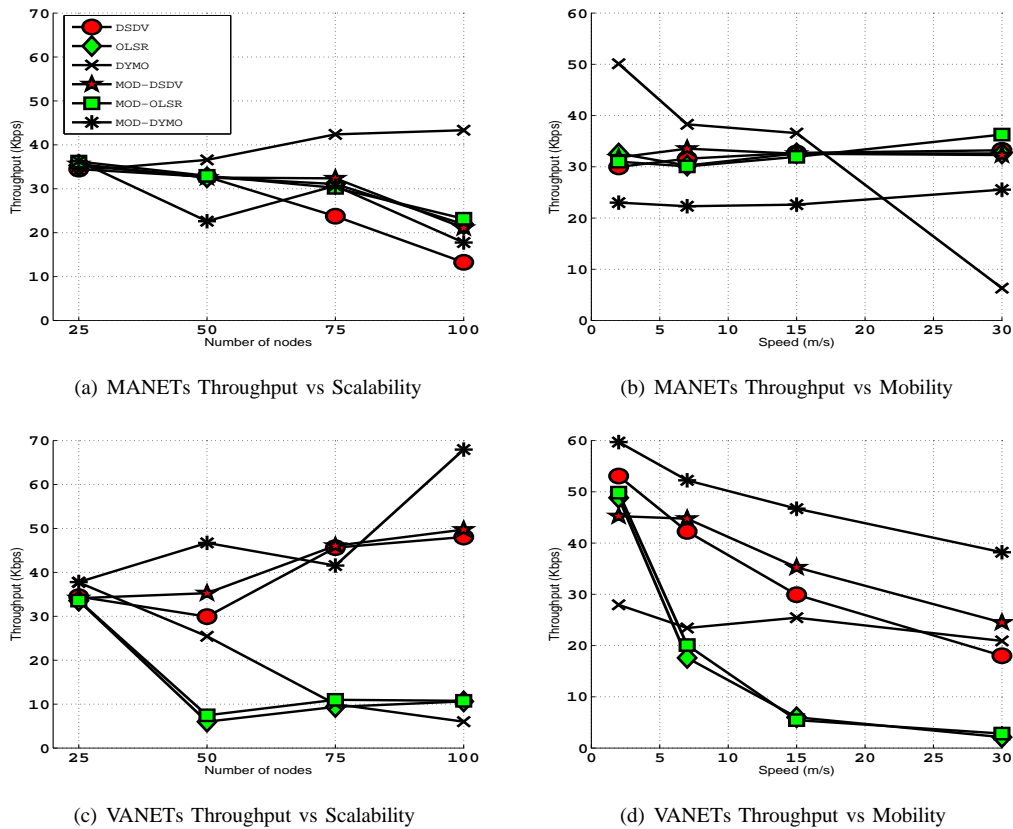 70
60
50
40
30
20
10
0
Throughput (Kbps)
25
50
75
100
Number of nodes
DSDV
OLSR
DYMO
MOD-DSDV
MOD-OLSR
MOD-DYMO
(a) MANETs Throughput vs Scalability
60
50
40
30
20
10
0
Throughput (Kbps)
0
5
10
15
20
25
30
Speed (m/s)
(b) MANETs Throughput vs Mobility
70
60
50
40
30
20
10
0
Throughput (Kbps)
25
50
75
100
Number of nodes
(c) VANETs Throughput vs Scalability
60
50
40
30
20
10
0
Throughput (Kbps)
0
5
10
15
20
25
30
Speed (m/s)
(d) VANETs Throughput vs Mobility